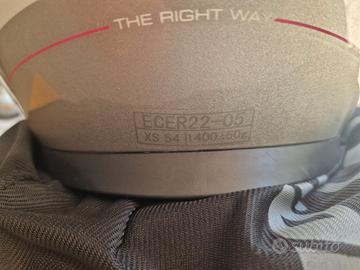 THE RIGHT WAY
ECER22-05
XS 54 1400±50g
subito